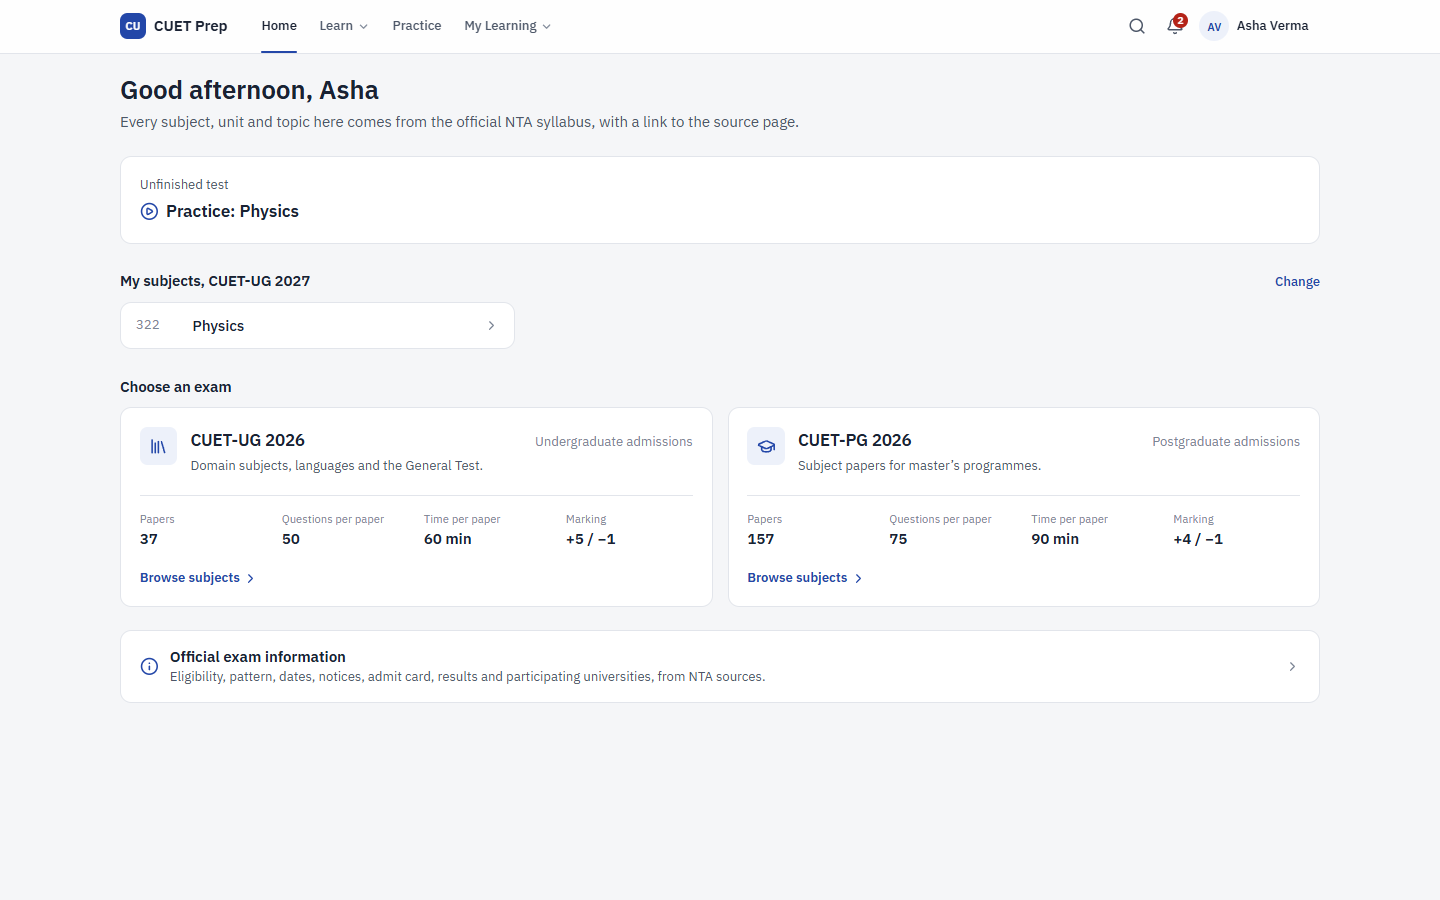 CU CUET Prep Home Learn Practice My Learning 2 AV Asha Verma
Good afternoon, Asha
Every subject, unit and topic here comes from the official NTA syllabus, with a link to the source page.
Unfinished test
Practice: Physics
My subjects, CUET-UG 2027 Change
322 Physics
Choose an exam
CUET-UG 2026 Undergraduate admissions
Domain subjects, languages and the General Test.
Papers Questions per paper Time per paper Marking
37 50 60 min +5 / −1
Browse subjects
CUET-PG 2026 Postgraduate admissions
Subject papers for master’s programmes.
Papers Questions per paper Time per paper Marking
157 75 90 min +4 / −1
Browse subjects
Official exam information
Eligibility, pattern, dates, notices, admit card, results and participating universities, from NTA sources.